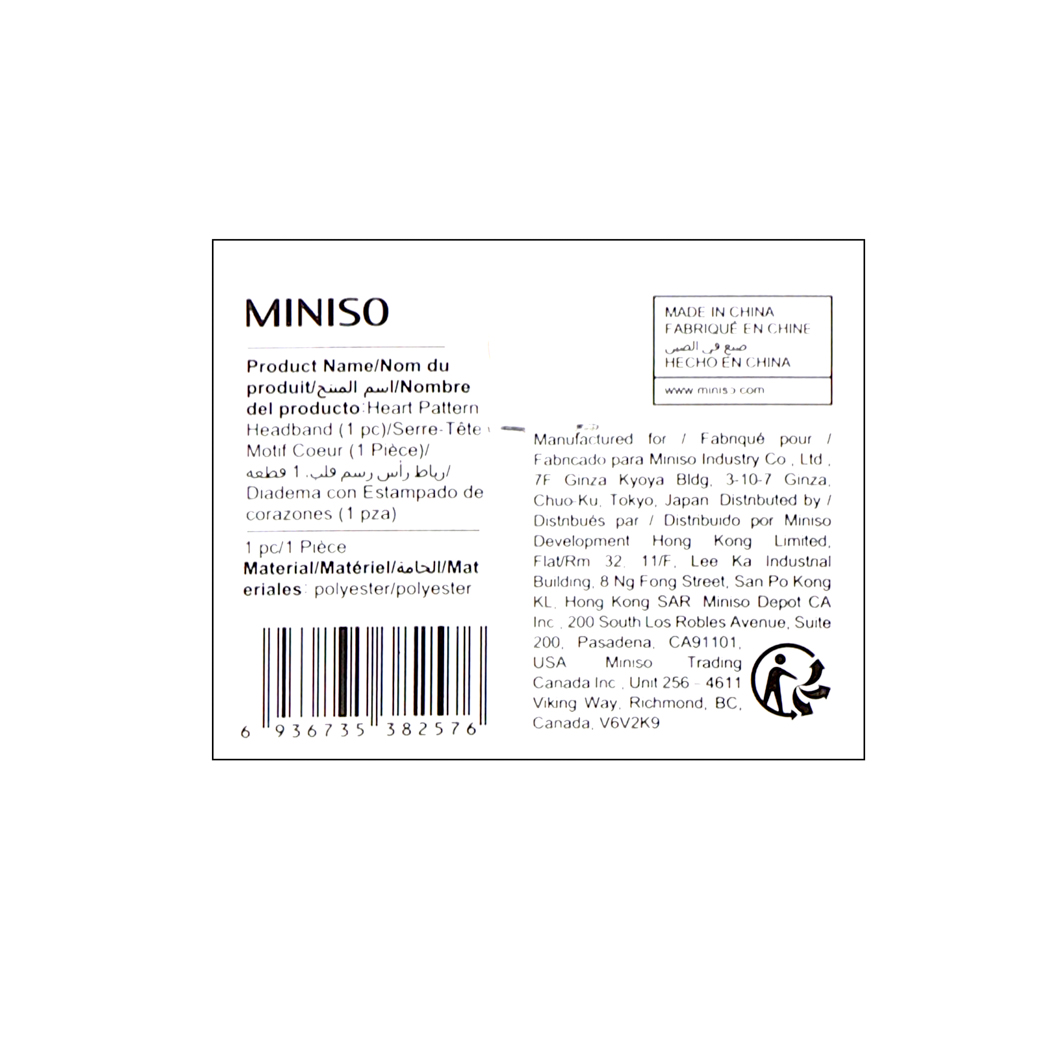 MINISO
Product Name/Nom du
produit/اسم المنتج/Nombre
del producto:Heart Pattern
Headband (1 pc)/Serre-Tête
Motif Coeur (1 Pièce)/
رباط رأس رسم قلب. 1 قطعه/
Diadema con Estampado de
corazones (1 pza)
1 pc/1 Pièce
Material/Matériel/الخامة/Mat
eriales: polyester/polyester
6 936735 382576
MADE IN CHINA
FABRIQUÉ EN CHINE
صنع في الصين
HECHO EN CHINA
www.miniso.com
Manufactured for / Fabriqué pour /
Fabricado para Miniso Industry Co., Ltd.,
7F Ginza Kyoya Bldg, 3-10-7 Ginza,
Chuo-Ku, Tokyo, Japan Distributed by /
Distribués par / Distribuido por Miniso
Development Hong Kong Limited,
Flat/Rm 32, 11/F, Lee Ka Industrial
Building, 8 Ng Fong Street, San Po Kong
KL, Hong Kong SAR Miniso Depot CA
Inc., 200 South Los Robles Avenue, Suite
200, Pasadena, CA91101,
USA Miniso Trading
Canada Inc., Unit 256 - 4611
Viking Way, Richmond, BC,
Canada, V6V2K9